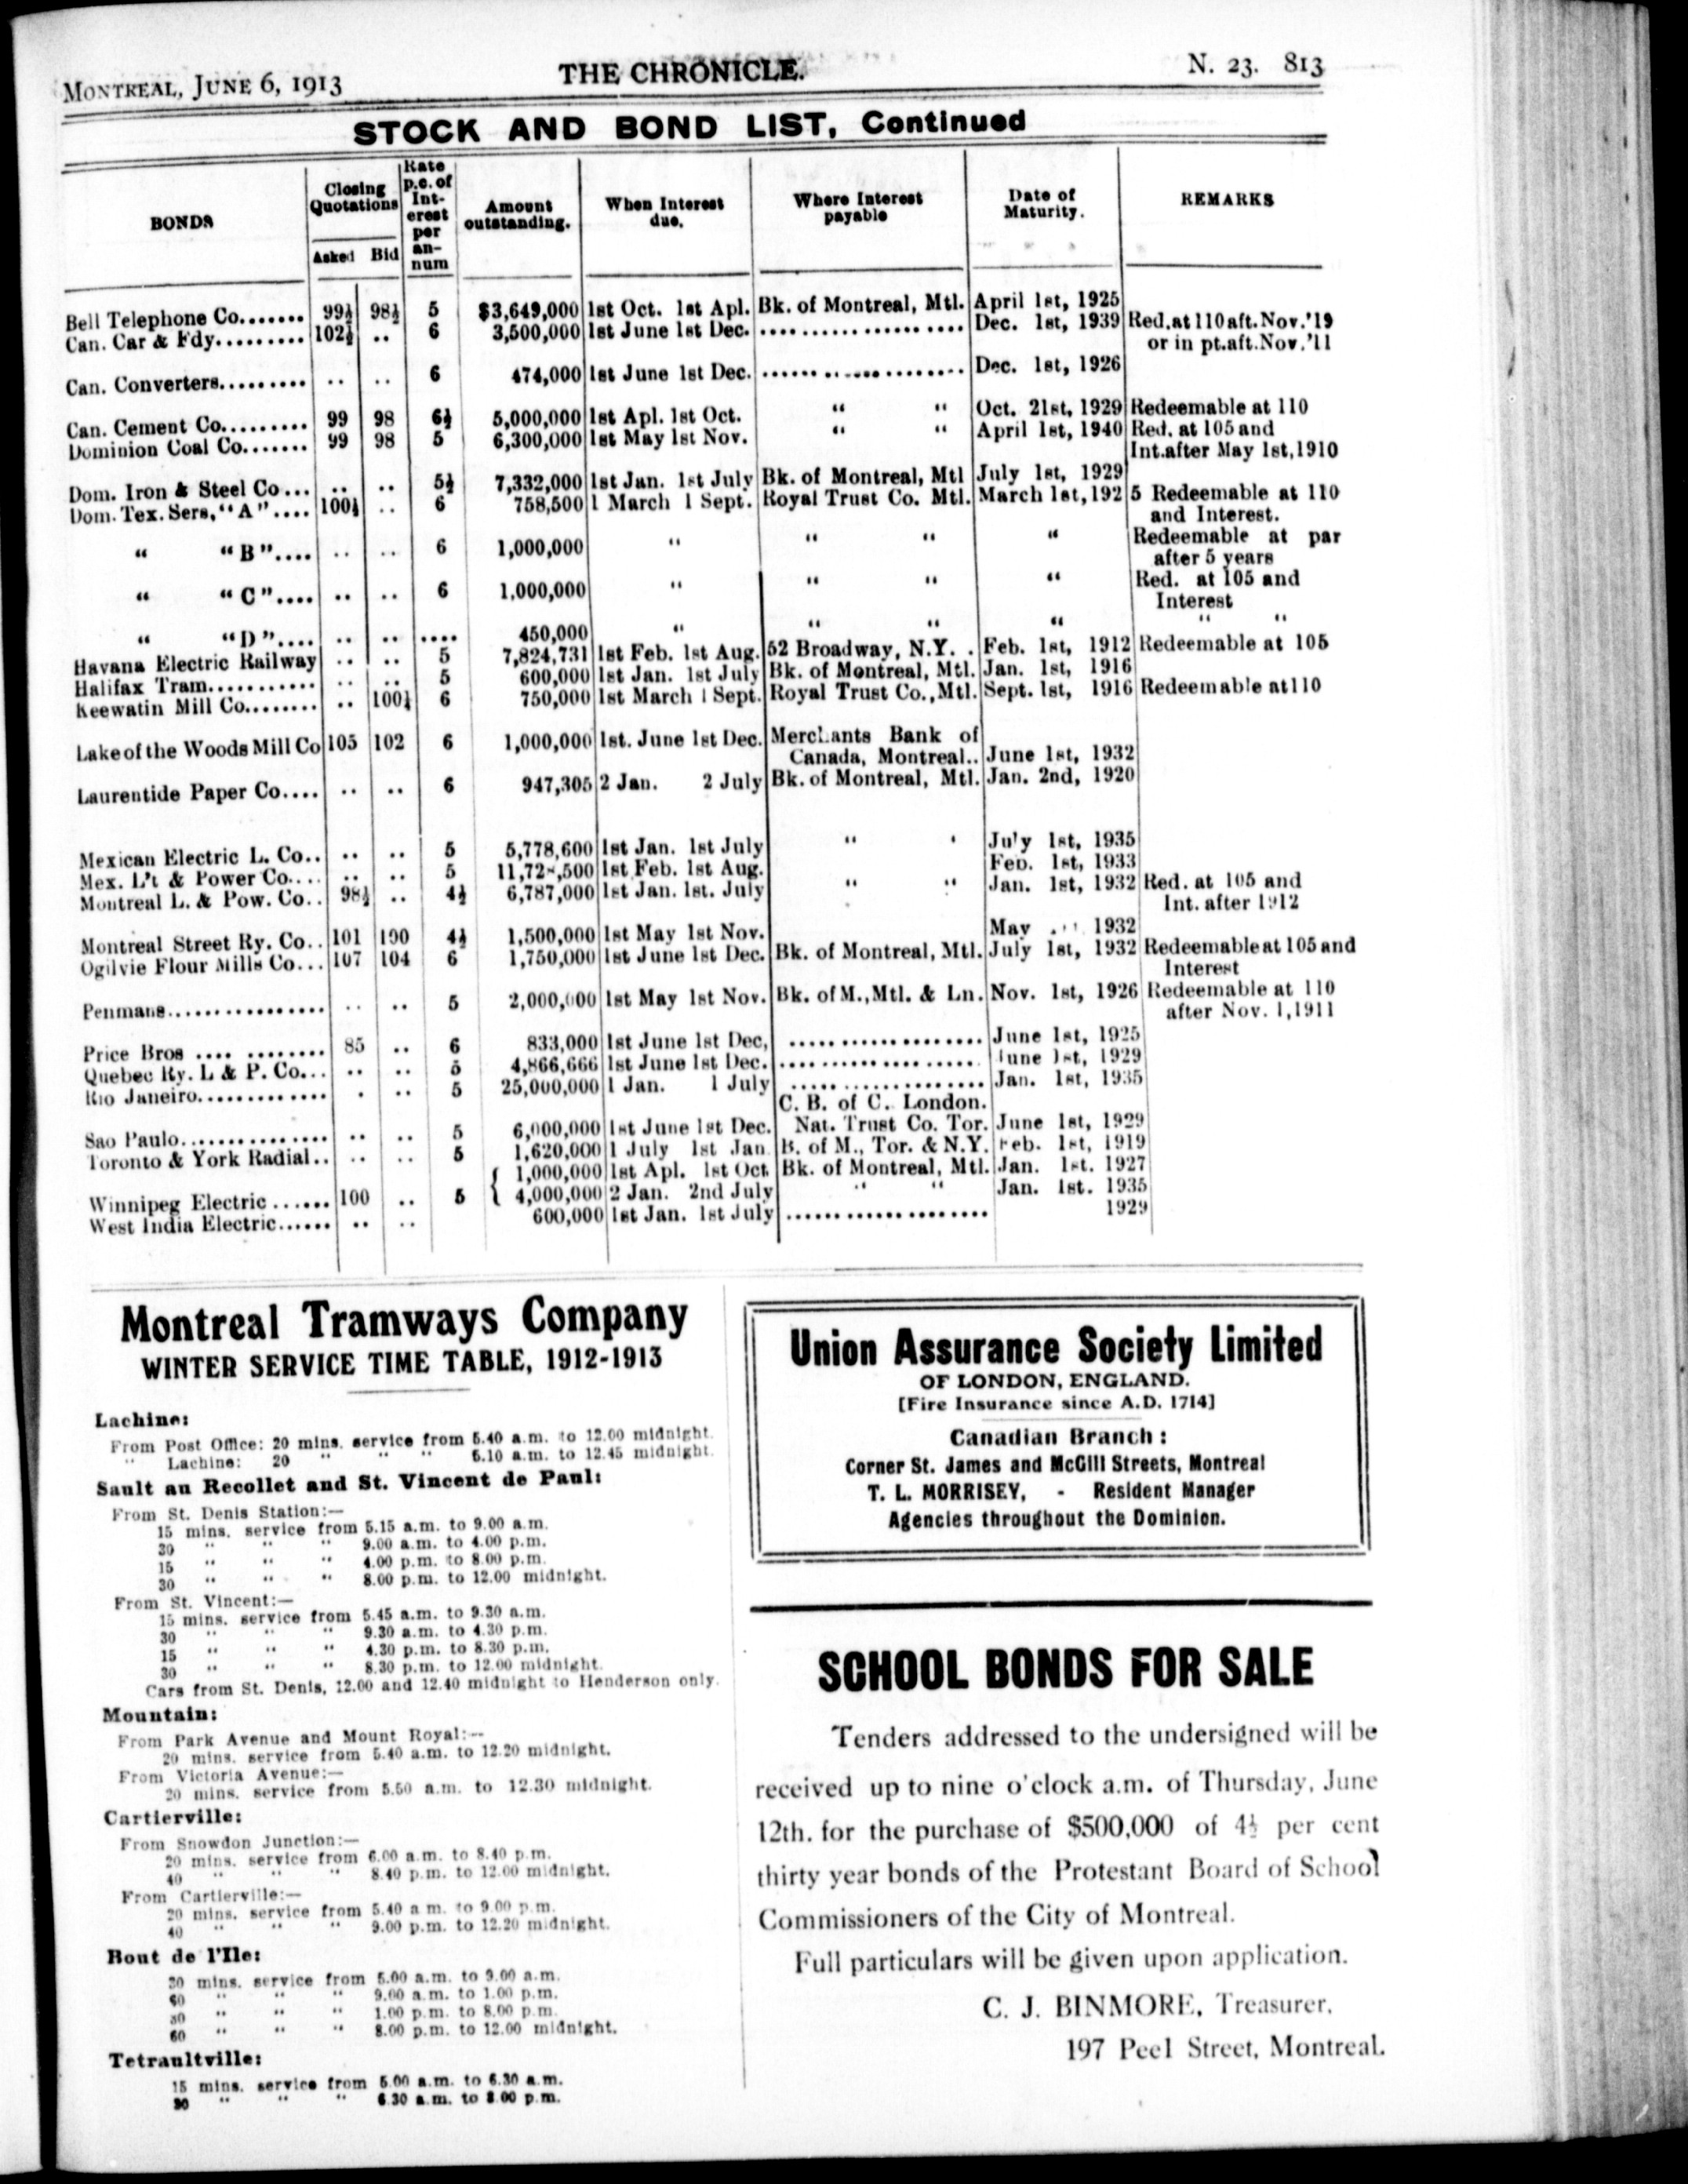 MONTREAL, JUNE 6, 1913 THE CHRONICLE. N. 23. 813
STOCK AND BOND LIST, Continued
BONDS
Closing Quotations
Asked Bid
Rate p.c. of Interest per annum
Amount outstanding.
When Interest due.
Where Interest payable
Date of Maturity.
REMARKS
Bell Telephone Co....... 99½ 98½ 5 $3,649,000 1st Oct. 1st Apl. Bk. of Montreal, Mtl. April 1st, 1925
Can. Car & Fdy......... 102½ .. 6 3,500,000 1st June 1st Dec. .................... Dec. 1st, 1939 Red.at 110 aft. Nov.'19
or in pt.aft.Nov.'11
Can. Converters......... .. .. 6 474,000 1st June 1st Dec. .................... Dec. 1st, 1926
Can. Cement Co......... 99 98 6½ 5,000,000 1st Apl. 1st Oct. " " Oct. 21st, 1929 Redeemable at 110
Dominion Coal Co....... 99 98 5 6,300,000 1st May 1st Nov. " " April 1st, 1940 Red. at 105 and
Int.after May 1st,1910
Dom. Iron & Steel Co... .. .. 5½ 7,332,000 1st Jan. 1st July Bk. of Montreal, Mtl July 1st, 1929
Dom. Tex. Sers. "A".... 100½ .. 6 758,500 1 March 1 Sept. Royal Trust Co. Mtl. March 1st, 1925 Redeemable at 110
and Interest.
" "B".... .. .. 6 1,000,000 " " " " Redeemable at par
after 5 years
" "C".... .. .. 6 1,000,000 " " " " Red. at 105 and
Interest
" "D".... .. .. .... 450,000 " " " " " "
Havana Electric Railway .. .. 5 7,824,731 1st Feb. 1st Aug. 52 Broadway, N.Y. . Feb. 1st, 1912 Redeemable at 105
Halifax Tram........... .. .. 5 600,000 1st Jan. 1st July Bk. of Montreal, Mtl. Jan. 1st, 1916
Keewatin Mill Co........ .. 100½ 6 750,000 1st March 1 Sept. Royal Trust Co., Mtl. Sept. 1st, 1916 Redeemable at 110
Lake of the Woods Mill Co 105 102 6 1,000,000 1st. June 1st Dec. Merchants Bank of
Canada, Montreal.. June 1st, 1932
Laurentide Paper Co.... .. .. 6 947,305 2 Jan. 2 July Bk. of Montreal, Mtl. Jan. 2nd, 1920
Mexican Electric L. Co.. .. .. 5 5,778,600 1st Jan. 1st July " " July 1st, 1935
Mex. L't & Power Co.... .. .. 5 1st Feb. 1st Aug. Feb. 1st, 1933
Montreal L. & Pow. Co.. 98½ .. 4½ 6,787,000 1st Jan. 1st. July " " Jan. 1st, 1932 Red. at 105 and
Int. after 1912
Montreal Street Ry. Co.. 101 100 4½ 1,500,000 1st May 1st Nov. May 1932
Ogilvie Flour Mills Co... 107 104 6 1,750,000 1st June 1st Dec. Bk. of Montreal, Mtl. July 1st, 1932 Redeemable at 105 and
Interest
Penmans................ .. .. 5 2,000,000 1st May 1st Nov. Bk. of M., Mtl. & Ln. Nov. 1st, 1926 Redeemable at 110
after Nov. 1,1911
Price Bros .... ........ 85 .. 6 833,000 1st June 1st Dec, ................... June 1st, 1925
Quebec Ry. L & P. Co... .. .. 5 4,866,666 1st June 1st Dec. ................... June 1st, 1929
Rio Janeiro............. . .. 5 25,000,000 1 Jan. 1 July ................... Jan. 1st, 1935
C. B. of C. London.
Sao Paulo............... .. .. 5 6,000,000 1st June 1st Dec. Nat. Trust Co. Tor. June 1st, 1929
Toronto & York Radial.. .. .. 5 1,620,000 1 July 1st Jan. B. of M., Tor. & N.Y. Feb. 1st, 1919
{ 1,000,000 1st Apl. 1st Oct. Bk. of Montreal, Mtl. Jan. 1st. 1927
Winnipeg Electric ...... 100 .. 5 { 4,000,000 2 Jan. 2nd July " " Jan. 1st. 1935
West India Electric...... .. .. 600,000 1st Jan. 1st July .................... 1929
Montreal Tramways Company
WINTER SERVICE TIME TABLE, 1912-1913
Lachine:
From Post Office: 20 mins. service from 5.40 a.m. to 12.00 midnight.
" Lachine: 20 " " " 6.10 a.m. to 12.45 midnight.
Sault au Recollet and St. Vincent de Paul:
From St. Denis Station:—
15 mins. service from 5.15 a.m. to 9.00 a.m.
30 " " " 9.00 a.m. to 4.00 p.m.
15 " " " 4.00 p.m. to 8.00 p.m.
30 " " " 8.00 p.m. to 12.00 midnight.
From St. Vincent:—
15 mins. service from 5.45 a.m. to 9.30 a.m.
30 " " " 9.30 a.m. to 4.30 p.m.
15 " " " 4.30 p.m. to 8.30 p.m.
30 " " " 8.30 p.m. to 12.00 midnight.
Cars from St. Denis, 12.00 and 12.40 midnight to Henderson only.
Mountain:
From Park Avenue and Mount Royal:—
20 mins. service from 5.40 a.m. to 12.20 midnight.
From Victoria Avenue:—
20 mins. service from 5.50 a.m. to 12.30 midnight.
Cartierville:
From Snowdon Junction:—
20 mins. service from 6.00 a.m. to 8.40 p.m.
40 " " " 8.40 p.m. to 12.00 midnight.
From Cartierville:—
20 mins. service from 5.40 a.m. to 9.00 p.m.
40 " " " 9.00 p.m. to 12.20 midnight.
Bout de l'Ile:
30 mins. service from 5.00 a.m. to 9.00 a.m.
60 " " " 9.00 a.m. to 1.00 p.m.
30 " " " 1.00 p.m. to 8.00 p.m.
60 " " " 8.00 p.m. to 12.00 midnight.
Tetraultville:
15 mins. service from 5.00 a.m. to 6.30 a.m.
30 " " " 6.30 a.m. to 8.00 p.m.
Union Assurance Society Limited
OF LONDON, ENGLAND.
[Fire Insurance since A.D. 1714]
Canadian Branch:
Corner St. James and McGill Streets, Montreal
T. L. MORRISEY, - Resident Manager
Agencies throughout the Dominion.
SCHOOL BONDS FOR SALE
Tenders addressed to the undersigned will be
received up to nine o'clock a.m. of Thursday, June
12th. for the purchase of $500,000 of 4½ per cent
thirty year bonds of the Protestant Board of School
Commissioners of the City of Montreal.
Full particulars will be given upon application.
C. J. BINMORE, Treasurer,
197 Peel Street, Montreal.